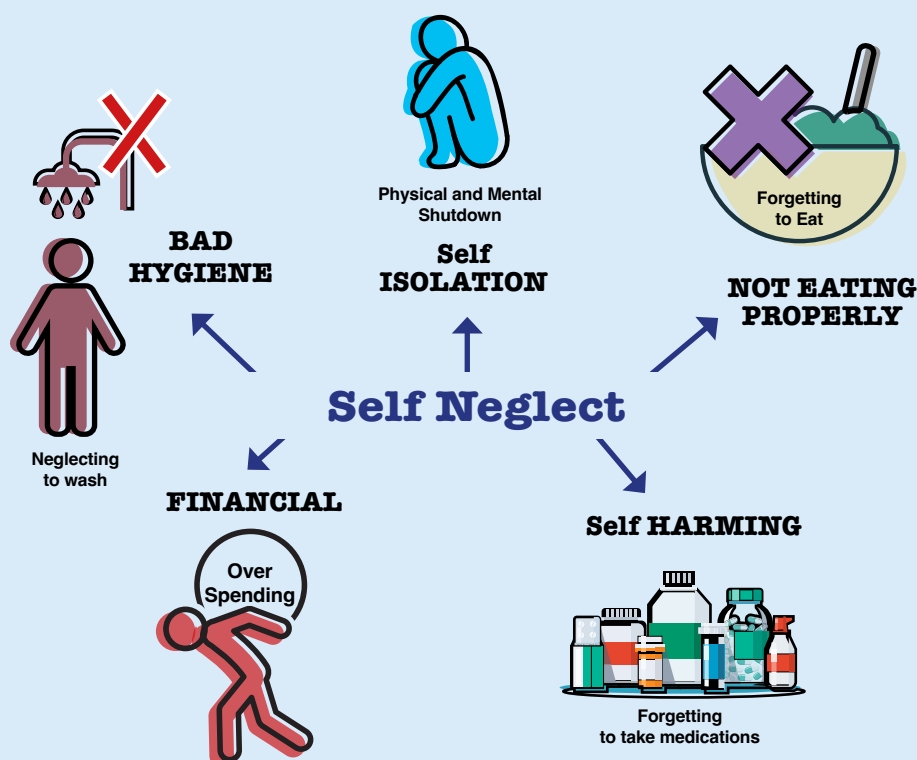 Physical and Mental
Shutdown
Self
ISOLATION
BAD
HYGIENE
Neglecting
to wash
Forgetting
to Eat
NOT EATING
PROPERLY
Self Neglect
FINANCIAL
Over
Spending
Self HARMING
Forgetting
to take medications